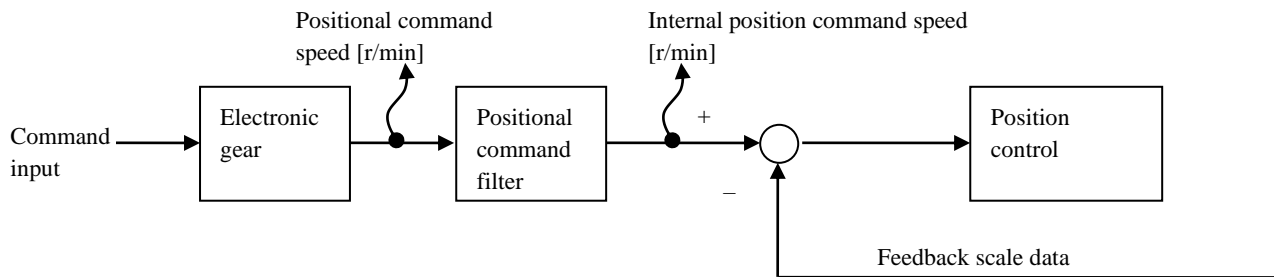 Positional command
speed [r/min]
Internal position command speed
[r/min]
Command
input
Electronic
gear
Positional
command
filter
+
−
Position
control
Feedback scale data